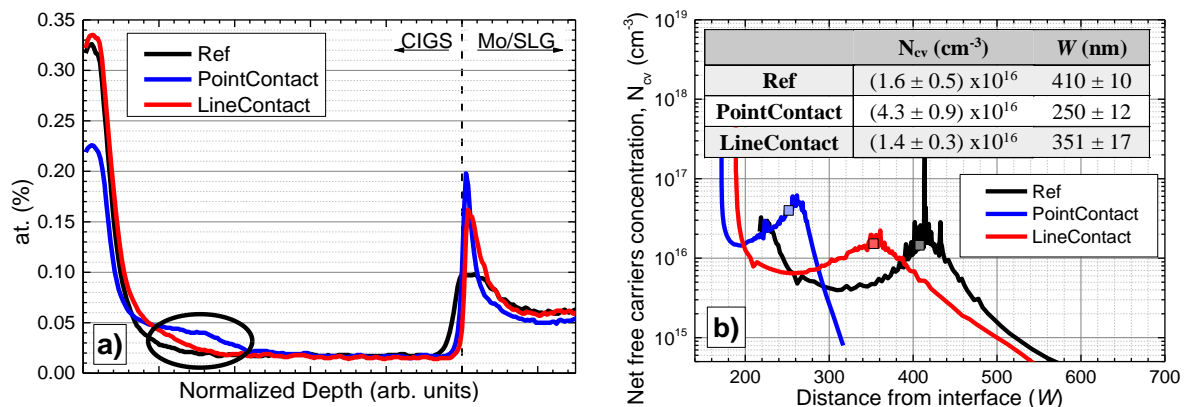 0.35
0.30
0.25
0.20
0.15
0.10
0.05
0.00
at. (%)
Ref
PointContact
LineContact
CIGS
Mo/SLG
a)
Normalized Depth (arb. units)
10^19
10^18
10^17
10^16
10^15
Net free carriers concentration, N_cv (cm^-3)
N_cv (cm^-3) W (nm)
Ref (1.6 ± 0.5) x10^16 410 ± 10
PointContact (4.3 ± 0.9) x10^16 250 ± 12
LineContact (1.4 ± 0.3) x10^16 351 ± 17
Ref
PointContact
LineContact
b)
200 300 400 500 600 700
Distance from interface (W)